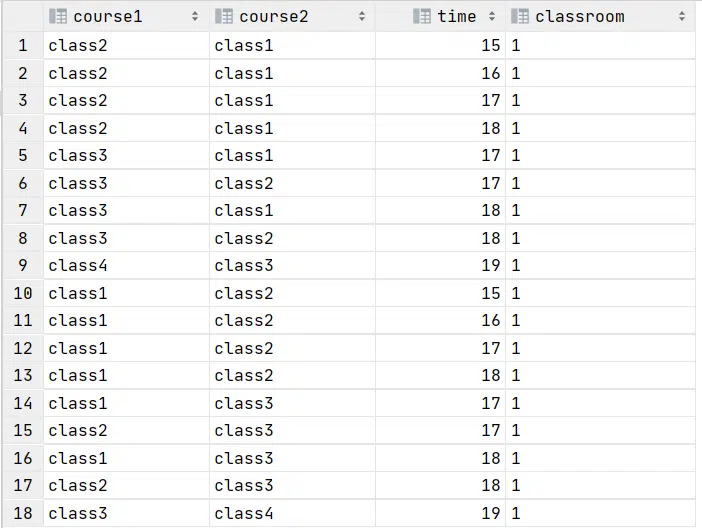 course1 course2 time classroom
1 class2 class1 15 1
2 class2 class1 16 1
3 class2 class1 17 1
4 class2 class1 18 1
5 class3 class1 17 1
6 class3 class2 17 1
7 class3 class1 18 1
8 class3 class2 18 1
9 class4 class3 19 1
10 class1 class2 15 1
11 class1 class2 16 1
12 class1 class2 17 1
13 class1 class2 18 1
14 class1 class3 17 1
15 class2 class3 17 1
16 class1 class3 18 1
17 class2 class3 18 1
18 class3 class4 19 1